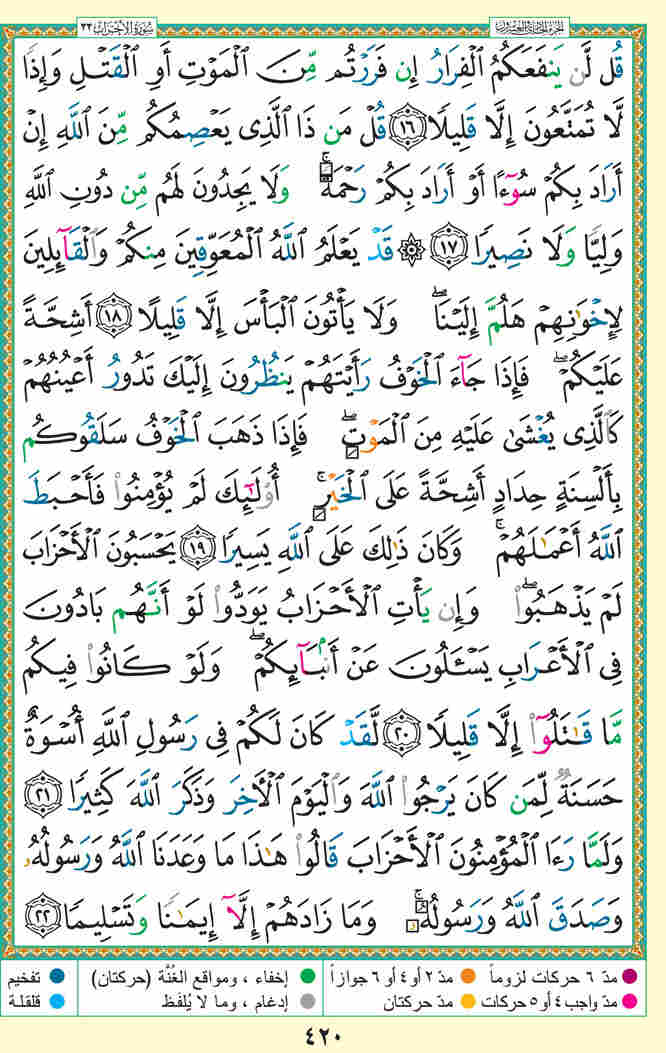 سُورَةُ الأَحْزَابِ ٣٣
الجزء الحادي والعشرون
قُل لَّن يَنفَعَكُمُ ٱلْفِرَارُ إِن فَرَرْتُم مِّنَ ٱلْمَوْتِ أَوِ ٱلْقَتْلِ وَإِذًا
لَّا تُمَتَّعُونَ إِلَّا قَلِيلًا ١٦ قُلْ مَن ذَا ٱلَّذِى يَعْصِمُكُم مِّنَ ٱللَّهِ إِنْ
أَرَادَ بِكُمْ سُوٓءًا أَوْ أَرَادَ بِكُمْ رَحْمَةًۚ وَلَا يَجِدُونَ لَهُم مِّن دُونِ ٱللَّهِ
وَلِيًّا وَلَا نَصِيرًا ١٧ ۞ قَدْ يَعْلَمُ ٱللَّهُ ٱلْمُعَوِّقِينَ مِنكُمْ وَٱلْقَآئِلِينَ
لِإِخْوَٰنِهِمْ هَلُمَّ إِلَيْنَاۖ وَلَا يَأْتُونَ ٱلْبَأْسَ إِلَّا قَلِيلًا ١٨ أَشِحَّةً
عَلَيْكُمْۖ فَإِذَا جَآءَ ٱلْخَوْفُ رَأَيْتَهُمْ يَنظُرُونَ إِلَيْكَ تَدُورُ أَعْيُنُهُمْ
كَٱلَّذِى يُغْشَىٰ عَلَيْهِ مِنَ ٱلْمَوْتِۖ فَإِذَا ذَهَبَ ٱلْخَوْفُ سَلَقُوكُم
بِأَلْسِنَةٍ حِدَادٍ أَشِحَّةً عَلَى ٱلْخَيْرِۚ أُو۟لَٰٓئِكَ لَمْ يُؤْمِنُوا۟ فَأَحْبَطَ
ٱللَّهُ أَعْمَٰلَهُمْۚ وَكَانَ ذَٰلِكَ عَلَى ٱللَّهِ يَسِيرًا ١٩ يَحْسَبُونَ ٱلْأَحْزَابَ
لَمْ يَذْهَبُوا۟ۖ وَإِن يَأْتِ ٱلْأَحْزَابُ يَوَدُّوا۟ لَوْ أَنَّهُم بَادُونَ
فِى ٱلْأَعْرَابِ يَسْـَٔلُونَ عَنْ أَنۢبَآئِكُمْۖ وَلَوْ كَانُوا۟ فِيكُم
مَّا قَٰتَلُوٓا۟ إِلَّا قَلِيلًا ٢٠ لَّقَدْ كَانَ لَكُمْ فِى رَسُولِ ٱللَّهِ أُسْوَةٌ
حَسَنَةٌ لِّمَن كَانَ يَرْجُوا۟ ٱللَّهَ وَٱلْيَوْمَ ٱلْءَاخِرَ وَذَكَرَ ٱللَّهَ كَثِيرًا ٢١
وَلَمَّا رَءَا ٱلْمُؤْمِنُونَ ٱلْأَحْزَابَ قَالُوا۟ هَٰذَا مَا وَعَدَنَا ٱللَّهُ وَرَسُولُهُۥ
وَصَدَقَ ٱللَّهُ وَرَسُولُهُۥۚ وَمَا زَادَهُمْ إِلَّآ إِيمَٰنًا وَتَسْلِيمًا ٢٢
مدّ ٦ حركات لزوماً
مدّ ٢ أو ٤ أو ٦ جوازاً
إخفاء ، ومواقع الغُنَّة (حركتان)
تفخيم
مدّ واجب ٤ أو ٥ حركات
مدّ حركتان
إدغام ، وما لا يُلفَظ
قلقلة
٤٢٠